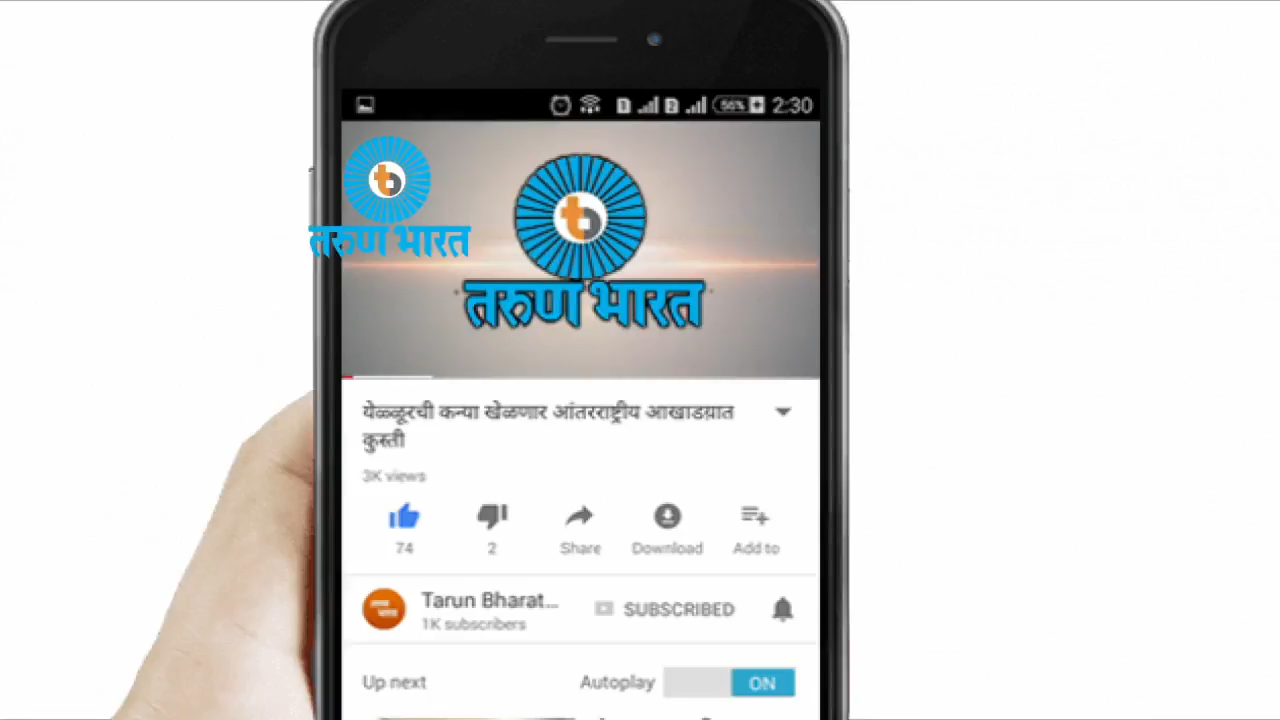 56% 2:30
तरुण भारत
तरुण भारत
येळ्ळूरची कन्या खेळणार आंतरराष्ट्रीय आखाडय़ात
कुस्ती
3K views
74 2 Share Download Add to
Tarun Bharat... SUBSCRIBED
1K subscribers
Up next Autoplay ON